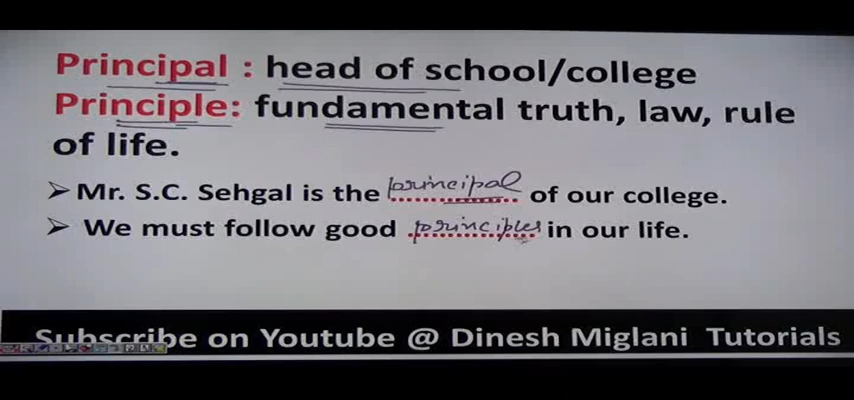 Principal : head of school/college
Principle: fundamental truth, law, rule
of life.
➢ Mr. S.C. Sehgal is the principal of our college.
➢ We must follow good principles in our life.
Subscribe on Youtube @ Dinesh Miglani Tutorials